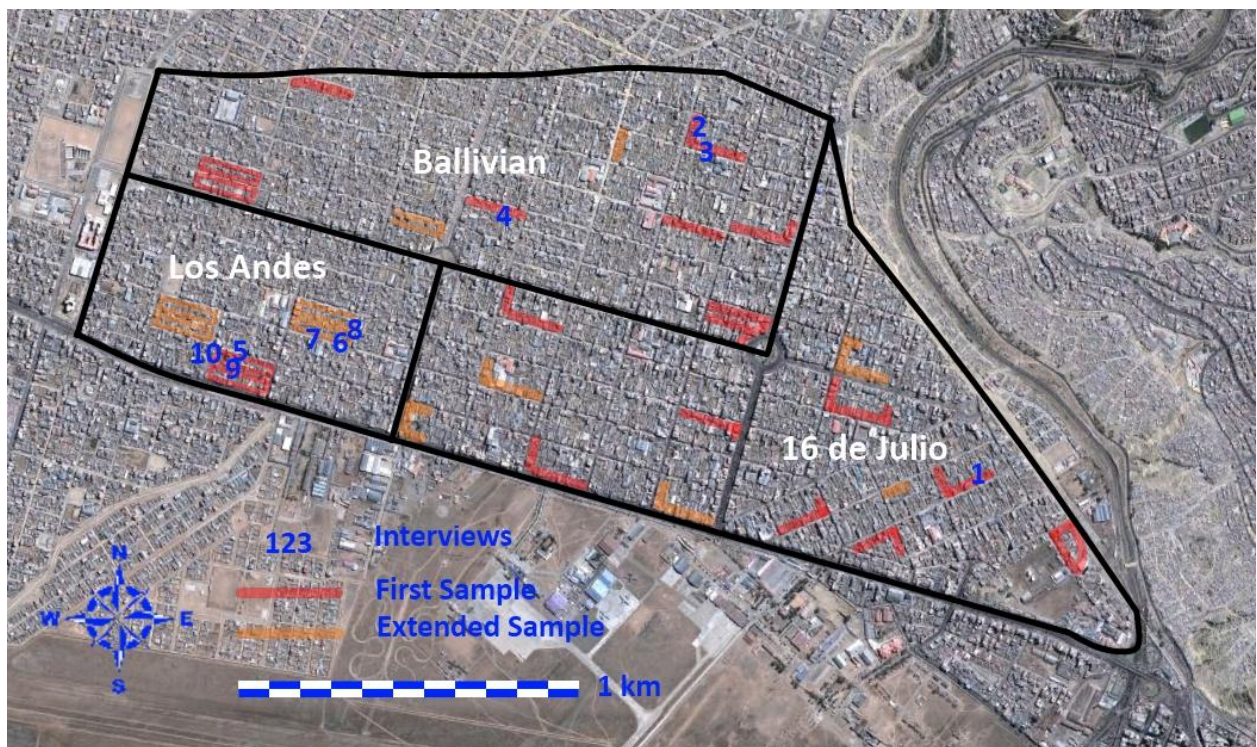 2
3
Ballivian
4
Los Andes
7 6 8
10 5
9
16 de Julio
1
123 Interviews
First Sample
Extended Sample
N
W E
S
1 km